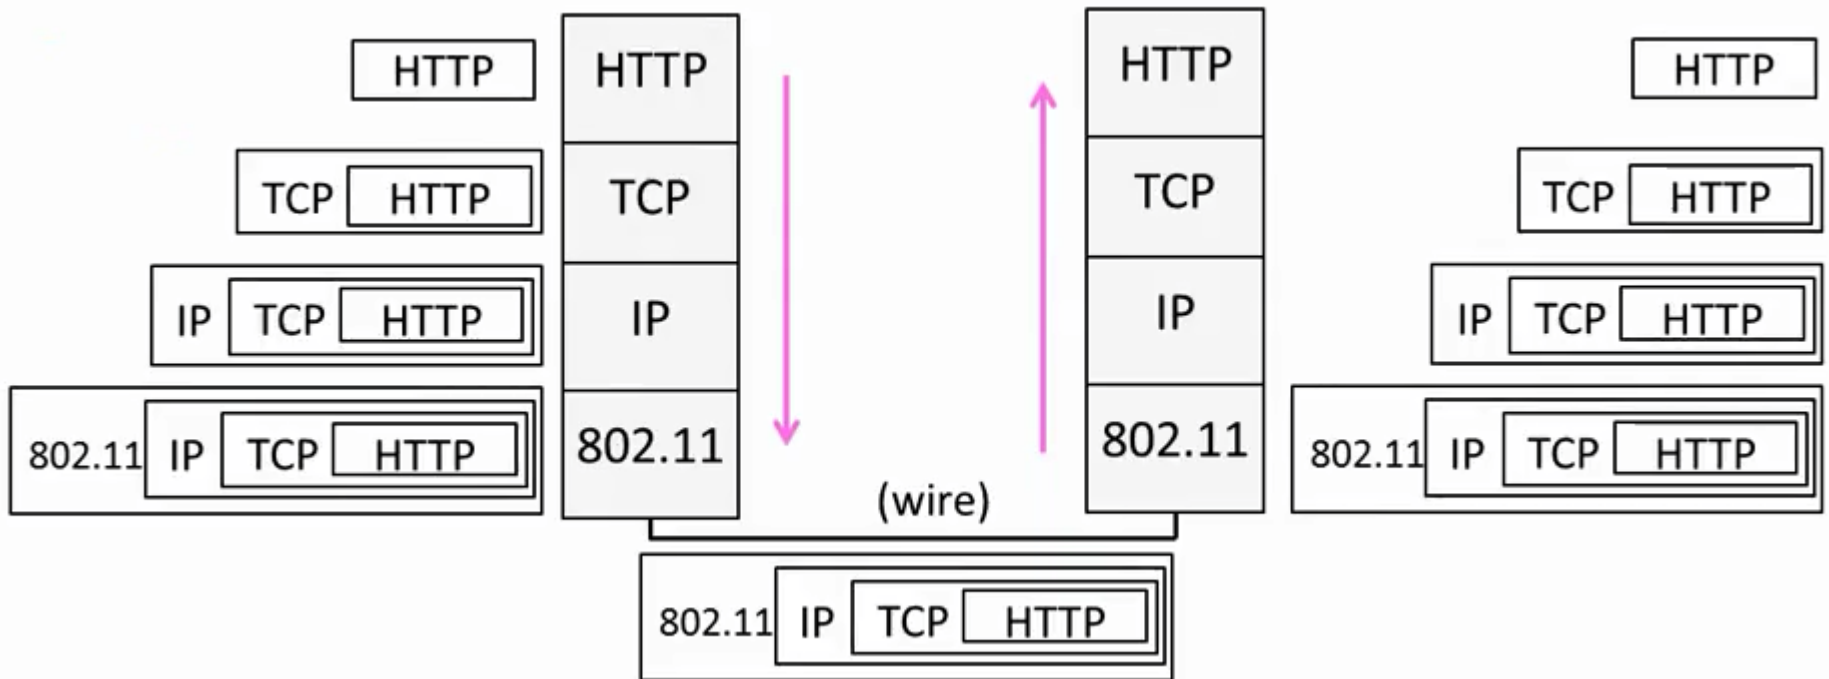 HTTP HTTP HTTP HTTP
TCP HTTP TCP TCP TCP HTTP
IP TCP HTTP IP IP IP TCP HTTP
802.11 IP TCP HTTP 802.11 802.11 802.11 IP TCP HTTP
(wire)
802.11 IP TCP HTTP